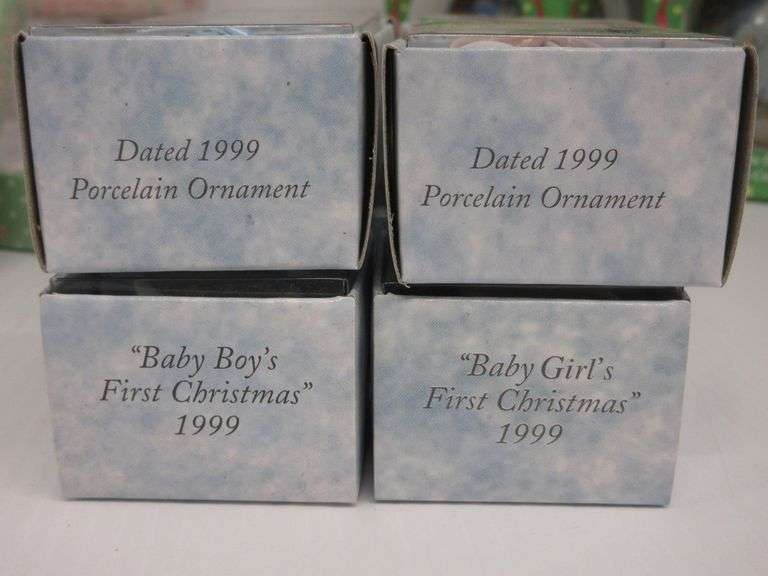 Dated 1999
Porcelain Ornament
Dated 1999
Porcelain Ornament
“Baby Boy’s
First Christmas”
1999
“Baby Girl’s
First Christmas”
1999